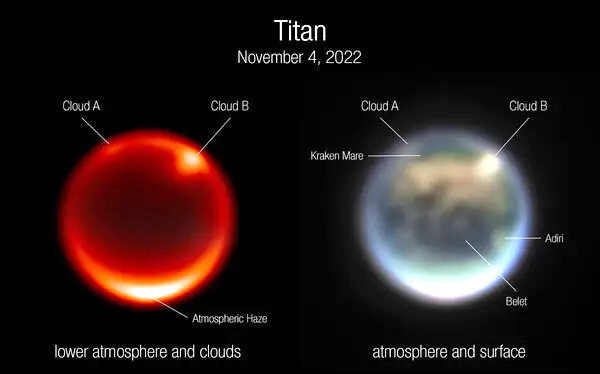 Titan
November 4, 2022
Cloud A
Cloud B
Atmospheric Haze
lower atmosphere and clouds
Cloud A
Cloud B
Kraken Mare
Adiri
Belet
atmosphere and surface